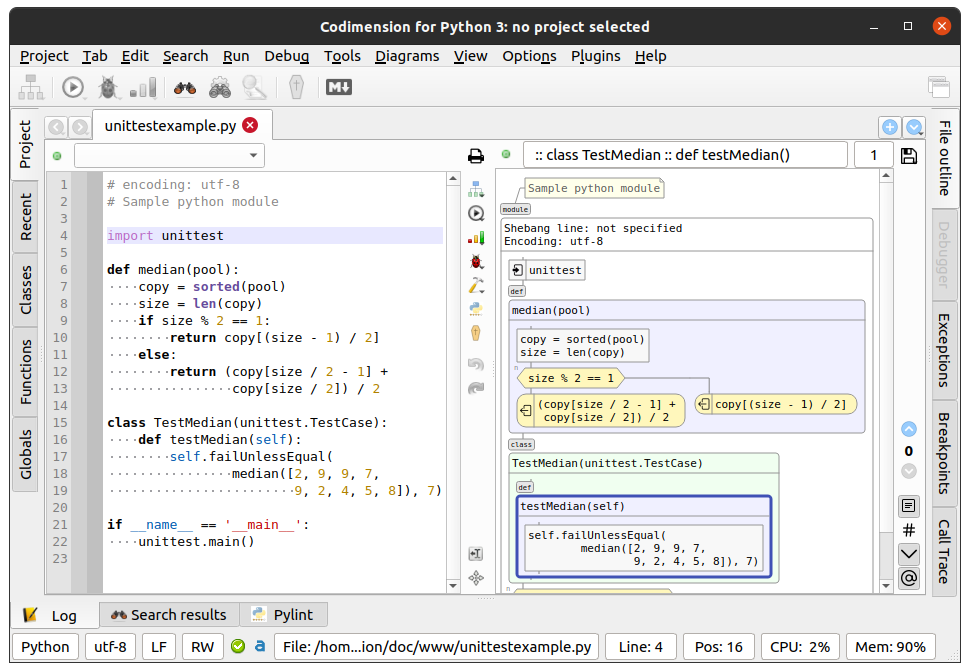 Codimension for Python 3: no project selected
Project Tab Edit Search Run Debug Tools Diagrams View Options Plugins Help
M
unittestexample.py
:: class TestMedian :: def testMedian()
1
Project
Recent
Classes
Functions
Globals
1 # encoding: utf-8
2 # Sample python module
3
4 import unittest
5
6 def median(pool):
7 ····copy = sorted(pool)
8 ····size = len(copy)
9 ····if size % 2 == 1:
10 ········return copy[(size - 1) / 2]
11 ····else:
12 ········return (copy[size / 2 - 1] +
13 ················copy[size / 2]) / 2
14
15 class TestMedian(unittest.TestCase):
16 ····def testMedian(self):
17 ········self.failUnlessEqual(
18 ················median([2, 9, 9, 7,
19 ························9, 2, 4, 5, 8]), 7)
20
21 if __name__ == '__main__':
22 ····unittest.main()
23
Sample python module
module
Shebang line: not specified
Encoding: utf-8
unittest
def
median(pool)
copy = sorted(pool)
size = len(copy)
n
size % 2 == 1
(copy[size / 2 - 1] +
copy[size / 2]) / 2
copy[(size - 1) / 2]
class
TestMedian(unittest.TestCase)
def
testMedian(self)
self.failUnlessEqual(
median([2, 9, 9, 7,
9, 2, 4, 5, 8]), 7)
n
0
#
@
File outline
Debugger
Exceptions
Breakpoints
Call Trace
Log
Search results
Pylint
Python utf-8 LF RW a File: /hom...ion/doc/www/unittestexample.py Line: 4 Pos: 16 CPU: 2% Mem: 90%